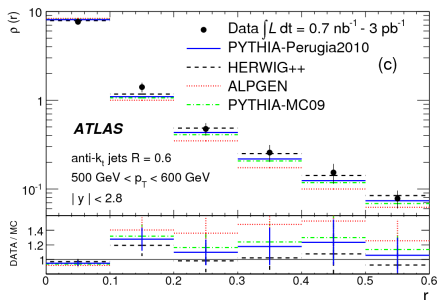 ρ (r)
10
1
10⁻¹
Data ∫L dt = 0.7 nb⁻¹ - 3 pb⁻¹
PYTHIA-Perugia2010
HERWIG++
ALPGEN
PYTHIA-MC09
(c)
ATLAS
anti-kₜ jets R = 0.6
500 GeV < p_T < 600 GeV
| y | < 2.8
DATA / MC
1.4
1.2
1
0 0.1 0.2 0.3 0.4 0.5 0.6
r